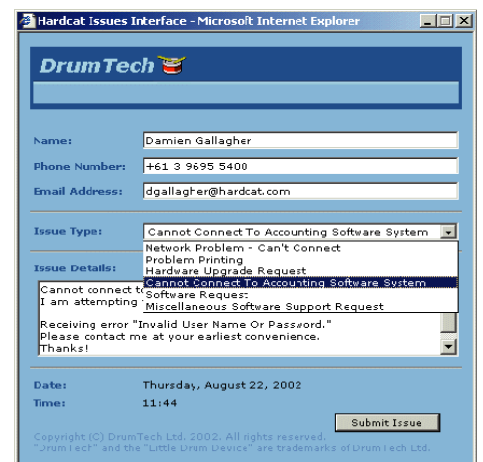 Hardcat Issues Interface - Microsoft Internet Explorer
DrumTech
Name: Damien Gallagher
Phone Number: +61 3 9695 5400
Email Address: dgallagher@hardcat.com
Issue Type: Cannot Connect To Accounting Software System
Network Problem - Can't Connect
Problem Printing
Hardware Upgrade Request
Cannot Connect To Accounting Software System
Software Request
Miscellaneous Software Support Request
Issue Details:
Cannot connect
I am attempting
Receiving error "Invalid User Name Or Password."
Please contact me at your earliest convenience.
Thanks!
Date: Thursday, August 22, 2002
Time: 11:44
Submit Issue
Copyright (C) DrumTech Ltd. 2002. All rights reserved.
"DrumTech" and the "Little Drum Device" are trademarks of DrumTech Ltd.